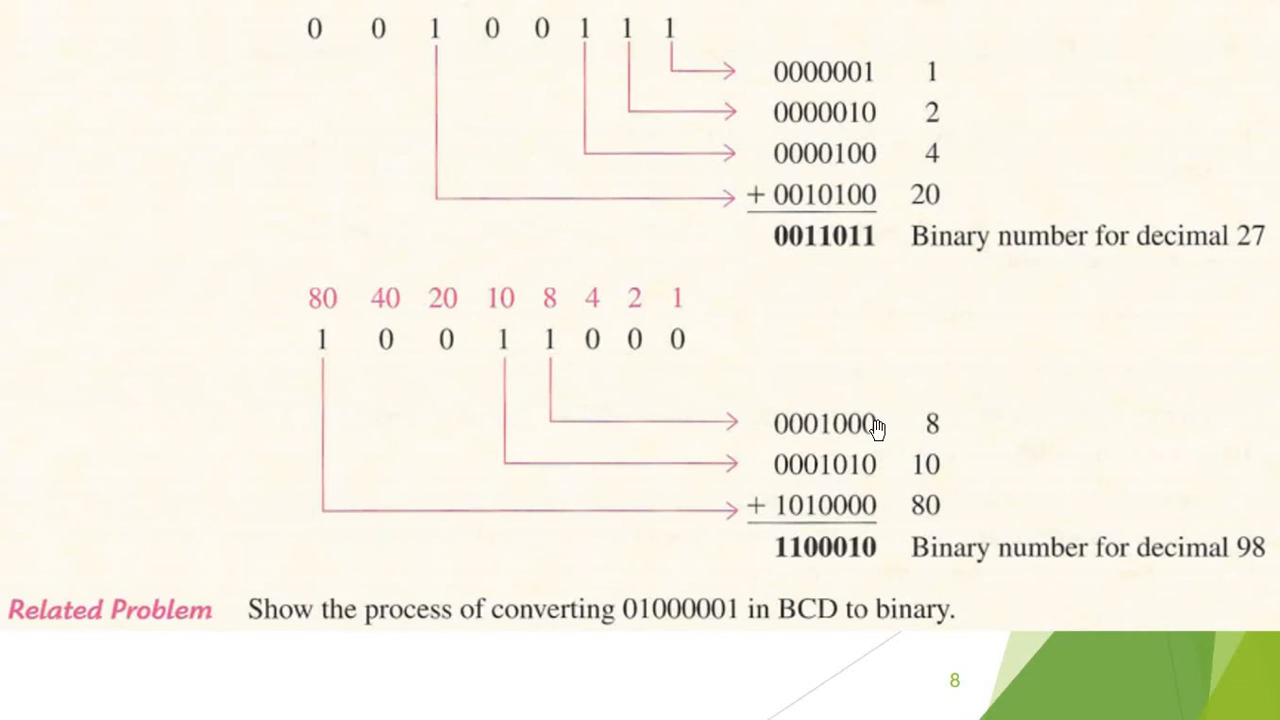 0 0 1 0 0 1 1 1
0000001 1
0000010 2
0000100 4
+ 0010100 20
0011011 Binary number for decimal 27
80 40 20 10 8 4 2 1
1 0 0 1 1 0 0 0
0001000 8
0001010 10
+ 1010000 80
1100010 Binary number for decimal 98
Related Problem Show the process of converting 01000001 in BCD to binary.
8